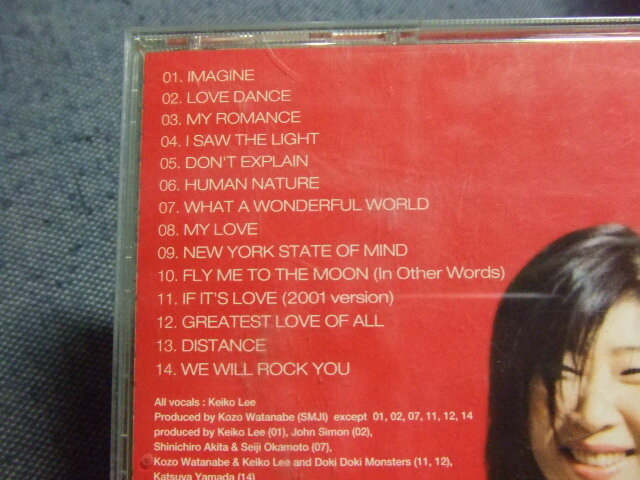 01. IMAGINE
02. LOVE DANCE
03. MY ROMANCE
04. I SAW THE LIGHT
05. DON'T EXPLAIN
06. HUMAN NATURE
07. WHAT A WONDERFUL WORLD
08. MY LOVE
09. NEW YORK STATE OF MIND
10. FLY ME TO THE MOON (In Other Words)
11. IF IT'S LOVE (2001 version)
12. GREATEST LOVE OF ALL
13. DISTANCE
14. WE WILL ROCK YOU
All vocals : Keiko Lee
Produced by Kozo Watanabe (SMJI) except 01, 02, 07, 11, 12, 14
produced by Keiko Lee (01), John Simon (02),
Shinichiro Akita & Seiji Okamoto (07),
Kozo Watanabe & Keiko Lee and Doki Doki Monsters (11, 12),
Katsuya Yamada (14)